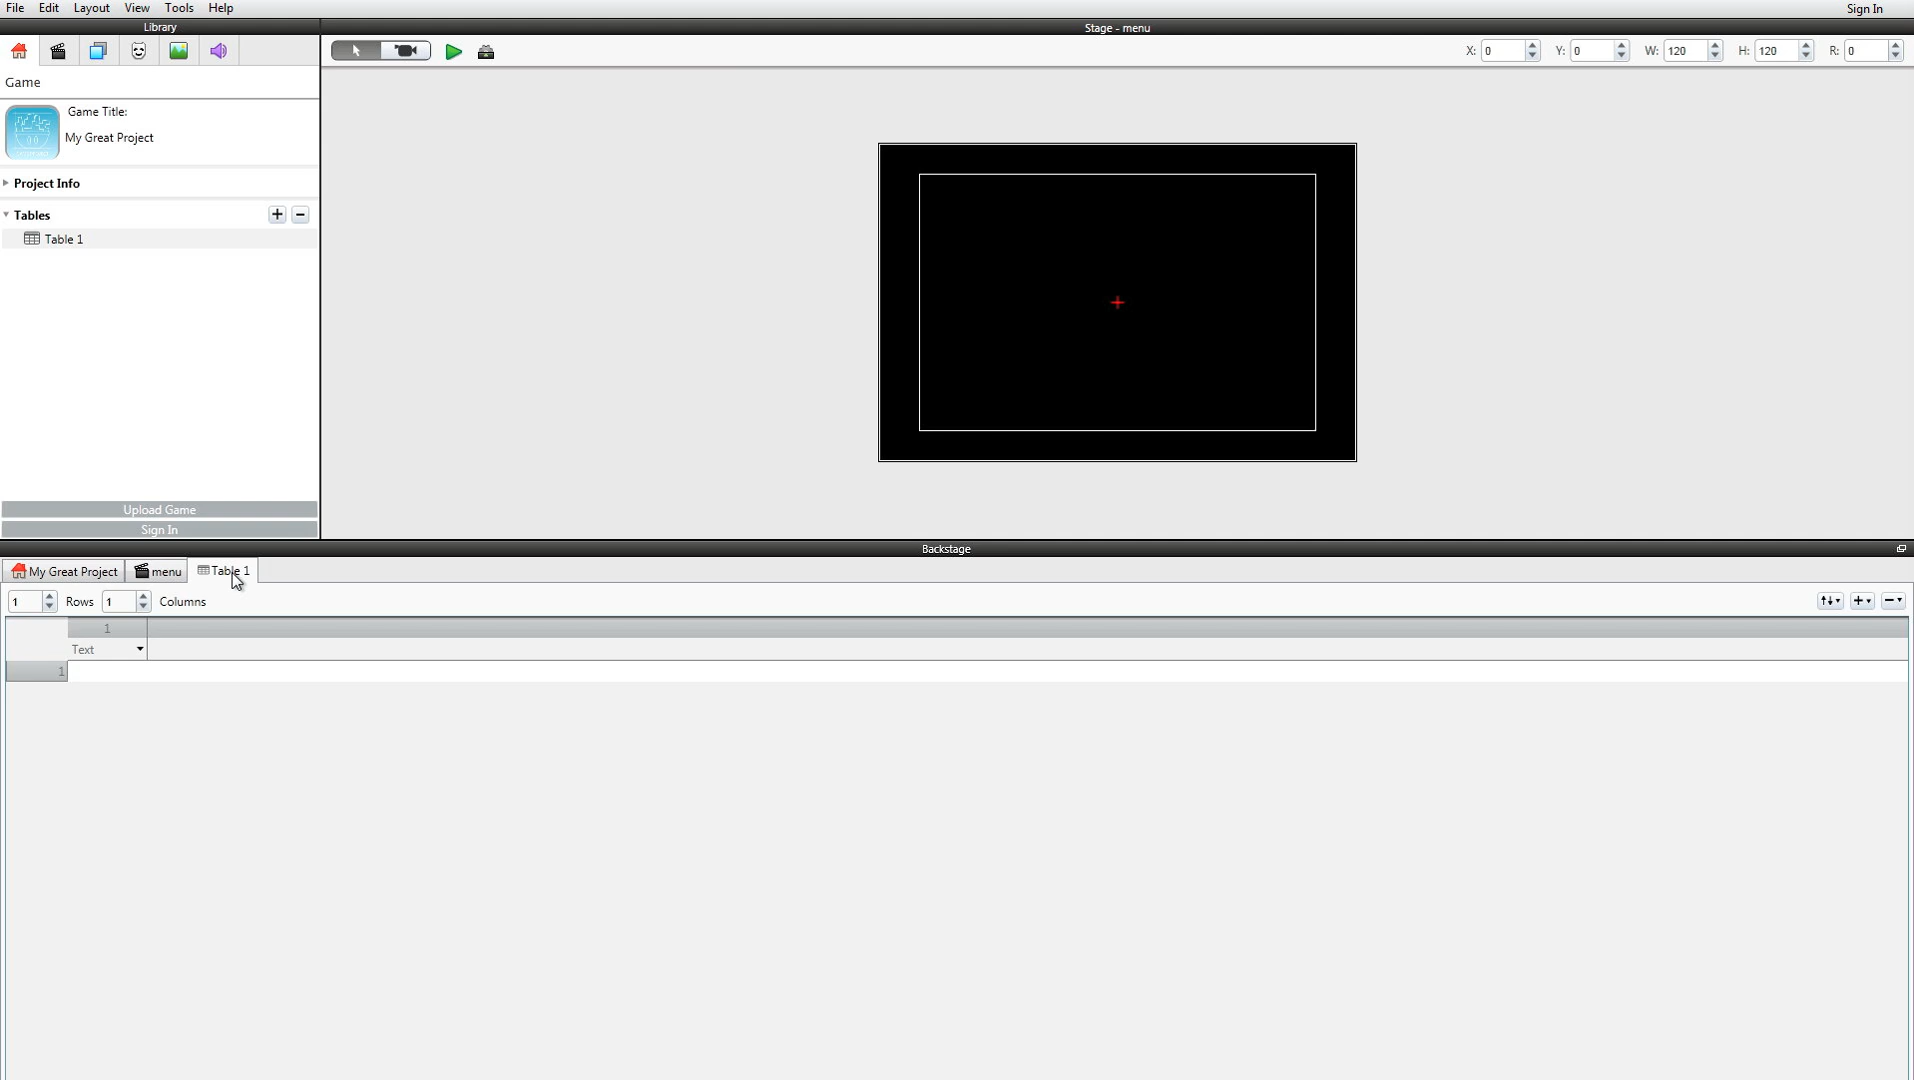 File Edit Layout View Tools Help Sign In
Library Stage - menu
X: 0 Y: 0 W: 120 H: 120 R: 0
Game
Game Title:
My Great Project
Project Info
Tables
Table 1
Upload Game
Sign In
Backstage
My Great Project menu Table 1
1 Rows 1 Columns
1
Text
1